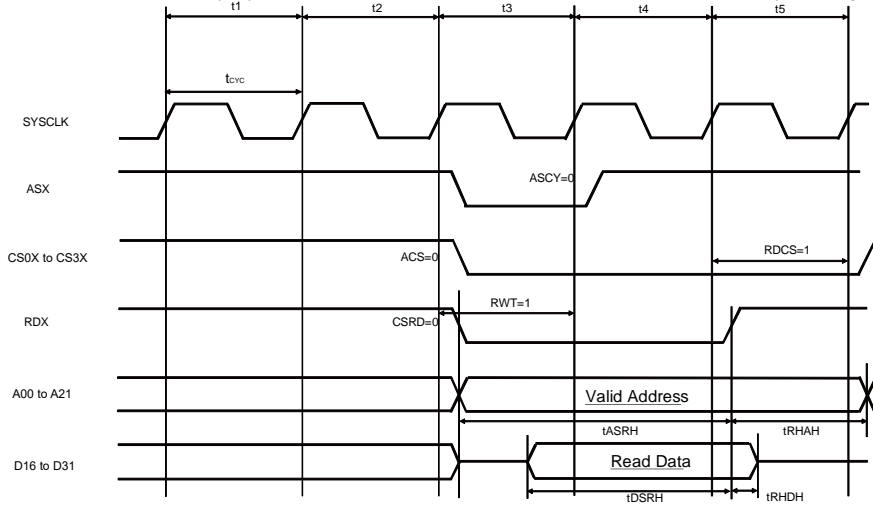 t1 t2 t3 t4 t5
tCYC
SYSCLK
ASX ASCY=0
CS0X to CS3X ACS=0 RDCS=1
RWT=1
RDX CSRD=0
A00 to A21 Valid Address
tASRH tRHAH
D16 to D31 Read Data
tDSRH tRHDH